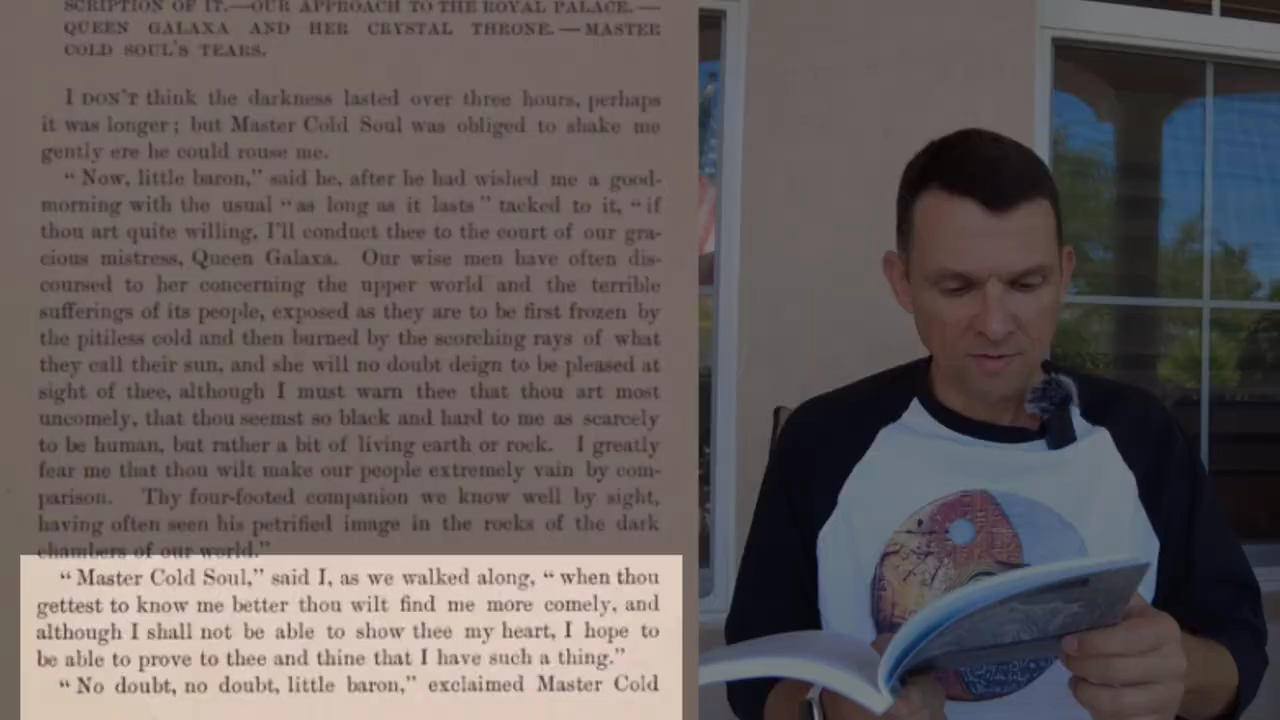 SCRIPTION OF IT.—OUR APPROACH TO THE ROYAL PALACE.—
QUEEN GALAXA AND HER CRYSTAL THRONE.—MASTER
COLD SOUL'S TEARS.
I DON'T think the darkness lasted over three hours, perhaps
it was longer; but Master Cold Soul was obliged to shake me
gently ere he could rouse me.
"Now, little baron," said he, after he had wished me a good-
morning with the usual "as long as it lasts" tacked to it, "if
thou art quite willing, I'll conduct thee to the court of our gra-
cious mistress, Queen Galaxa. Our wise men have often dis-
coursed to her concerning the upper world and the terrible
sufferings of its people, exposed as they are to be first frozen by
the pitiless cold and then burned by the scorching rays of what
they call their sun, and she will no doubt deign to be pleased at
sight of thee, although I must warn thee that thou art most
uncomely, that thou seemst so black and hard to me as scarcely
to be human, but rather a bit of living earth or rock. I greatly
fear me that thou wilt make our people extremely vain by com-
parison. Thy four-footed companion we know well by sight,
having often seen his petrified image in the rocks of the dark
chambers of our world."
"Master Cold Soul," said I, as we walked along, "when thou
gettest to know me better thou wilt find me more comely, and
although I shall not be able to show thee my heart, I hope to
be able to prove to thee and thine that I have such a thing."
"No doubt, no doubt, little baron," exclaimed Master Cold